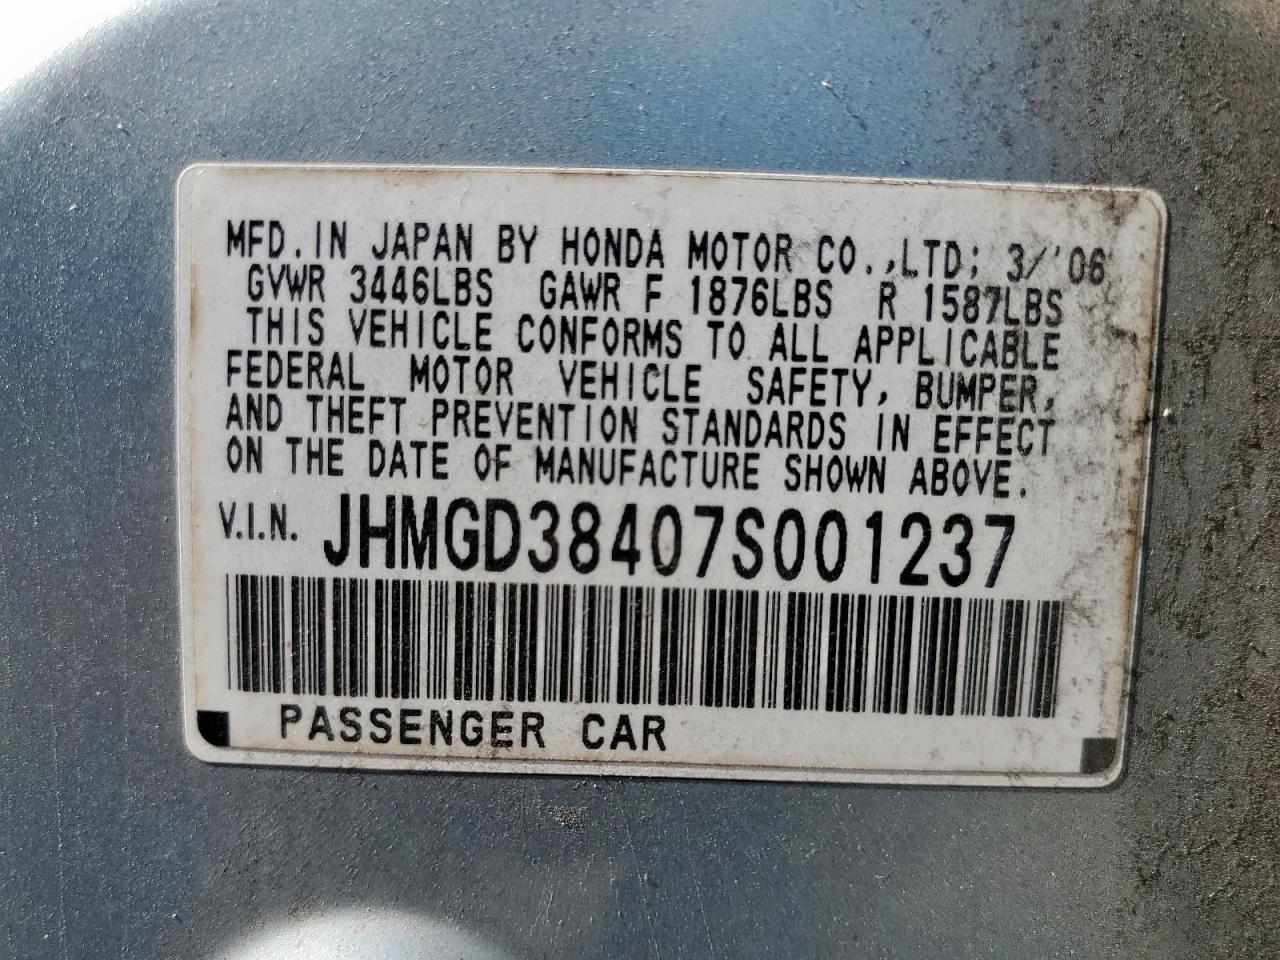 MFD. IN JAPAN BY HONDA MOTOR CO.,LTD; 3/'06
GVWR 3446LBS GAWR F 1876LBS R 1587LBS
THIS VEHICLE CONFORMS TO ALL APPLICABLE
FEDERAL MOTOR VEHICLE SAFETY, BUMPER,
AND THEFT PREVENTION STANDARDS IN EFFECT
ON THE DATE OF MANUFACTURE SHOWN ABOVE.
V.I.N. JHMGD38407S001237
PASSENGER CAR